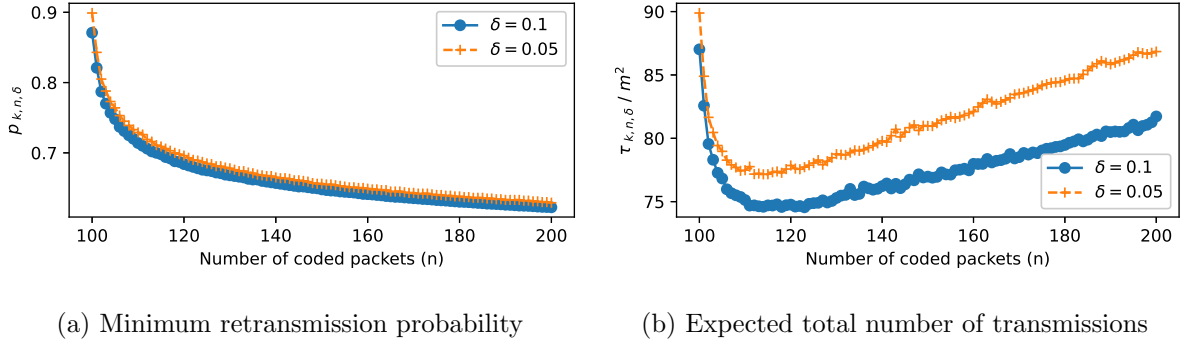 0.9
0.8
0.7
p k, n, δ
δ = 0.1
δ = 0.05
100 120 140 160 180 200
Number of coded packets (n)
90
85
80
75
τ k, n, δ / m²
δ = 0.1
δ = 0.05
100 120 140 160 180 200
Number of coded packets (n)
(a) Minimum retransmission probability
(b) Expected total number of transmissions